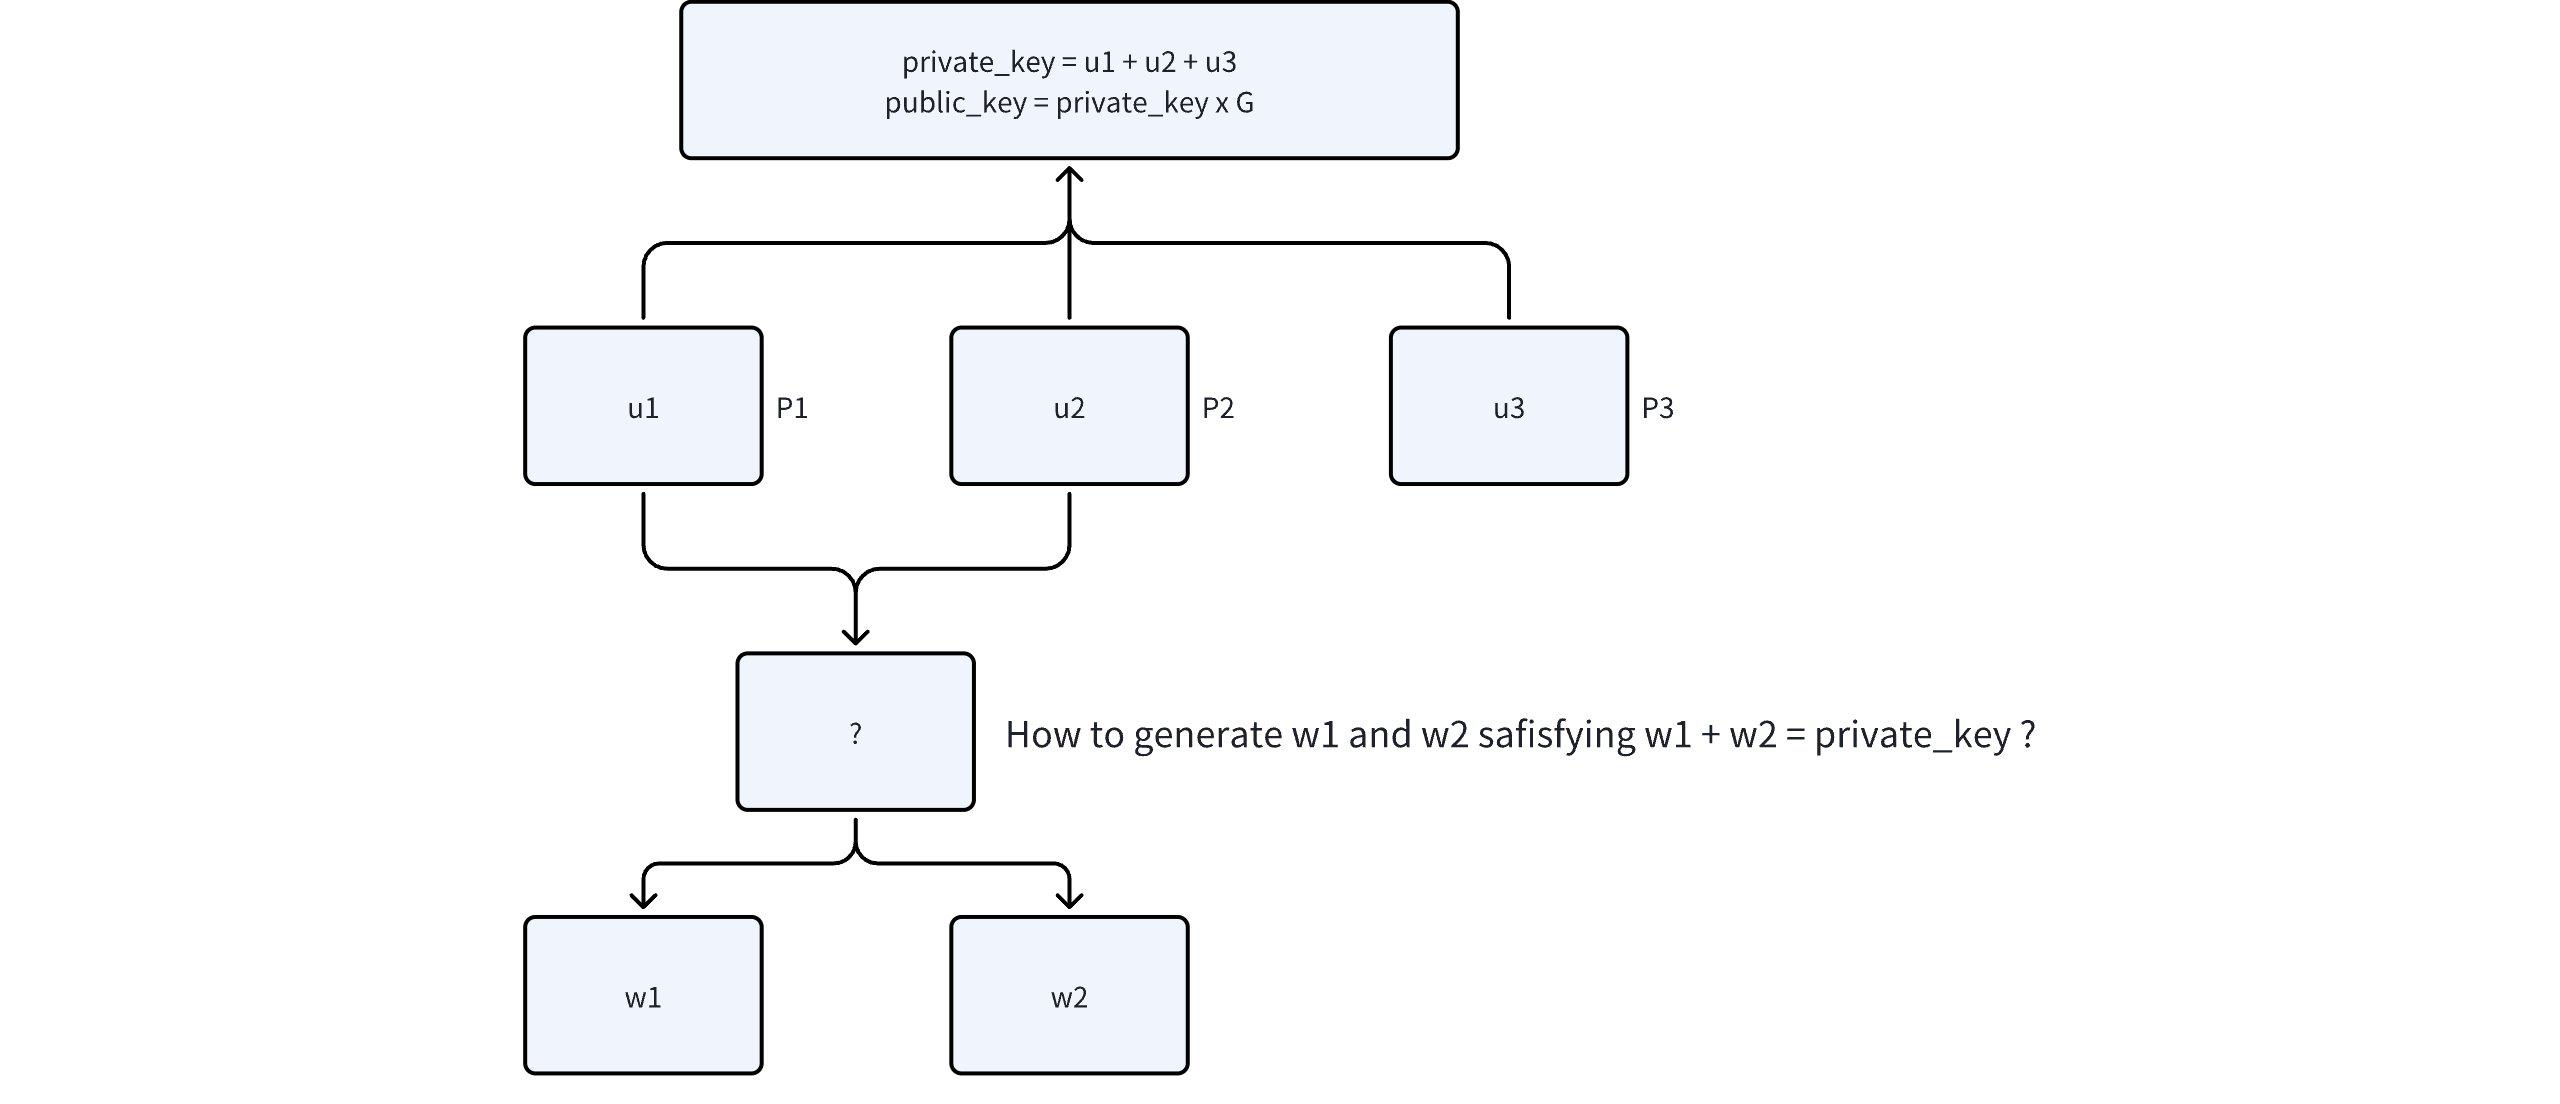 private_key = u1 + u2 + u3
public_key = private_key x G
u1
P1
u2
P2
u3
P3
?
How to generate w1 and w2 safisfying w1 + w2 = private_key ?
w1
w2